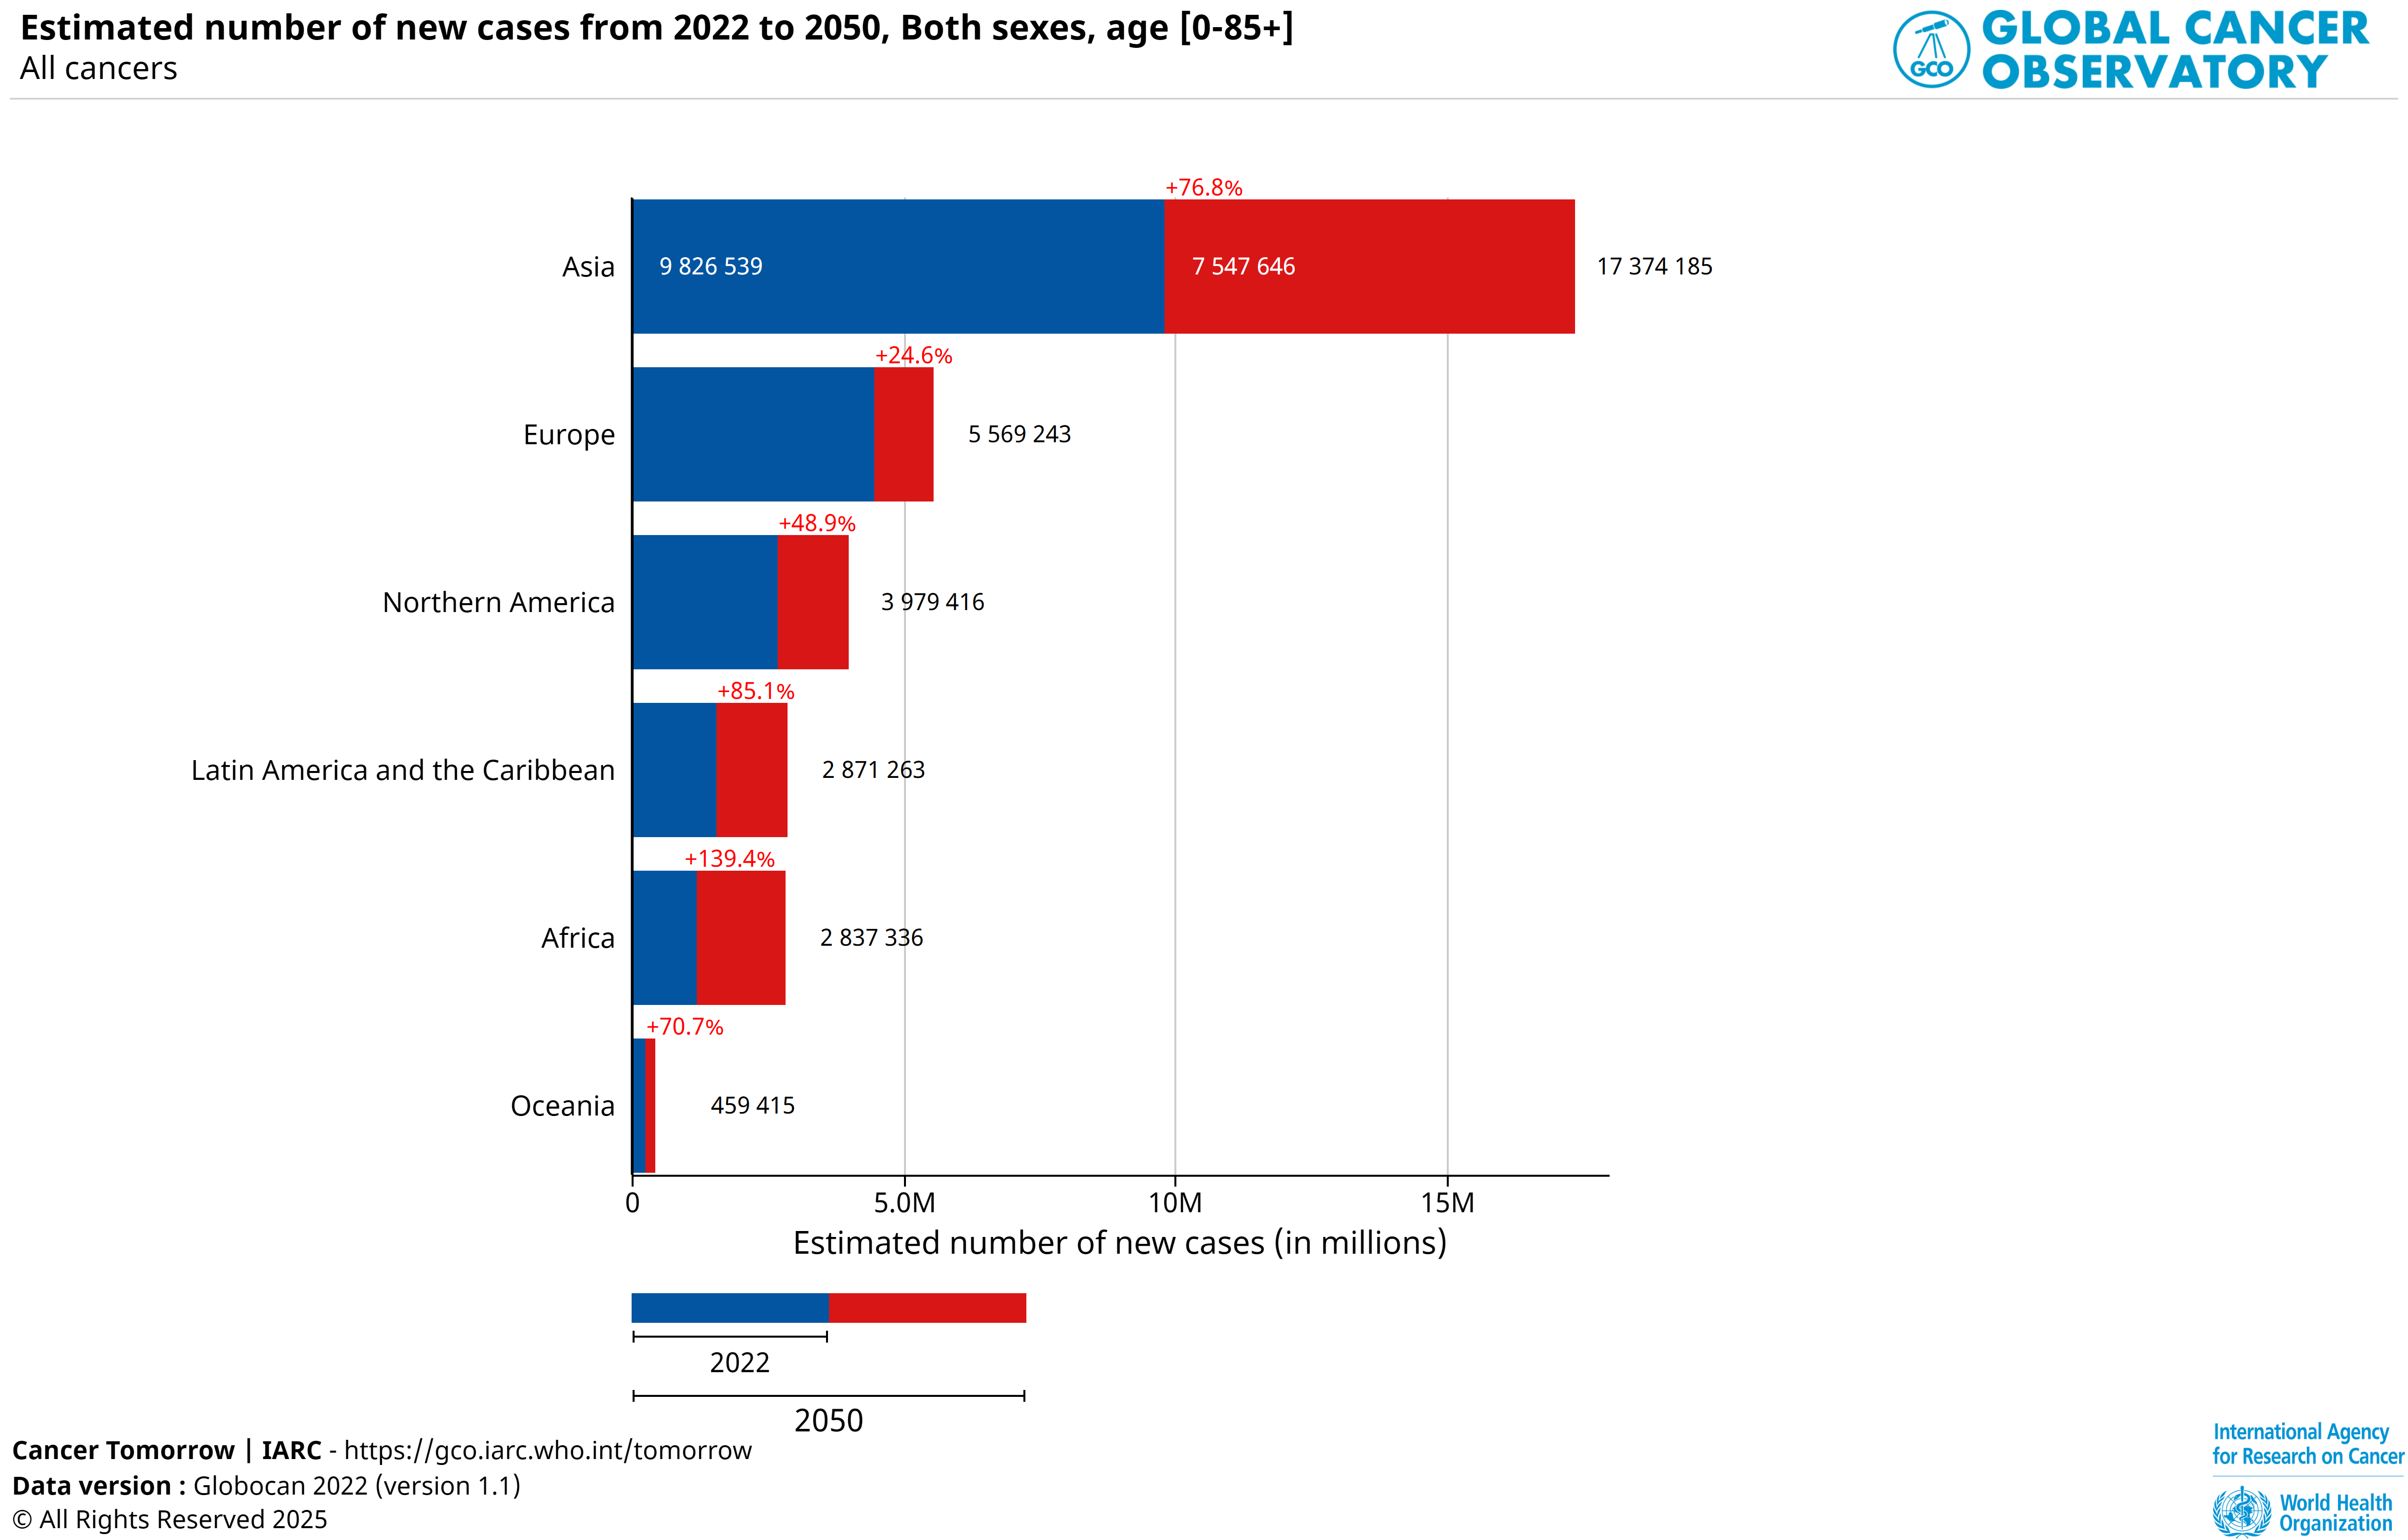 Estimated number of new cases from 2022 to 2050, Both sexes, age [0-85+]
All cancers
GCO
GLOBAL CANCER
OBSERVATORY
+76.8%
Asia
9 826 539
7 547 646
17 374 185
+24.6%
Europe
5 569 243
+48.9%
Northern America
3 979 416
+85.1%
Latin America and the Caribbean
2 871 263
+139.4%
Africa
2 837 336
+70.7%
Oceania
459 415
0
5.0M
10M
15M
Estimated number of new cases (in millions)
2022
2050
Cancer Tomorrow | IARC - https://gco.iarc.who.int/tomorrow
Data version : Globocan 2022 (version 1.1)
© All Rights Reserved 2025
International Agency
for Research on Cancer
World Health
Organization